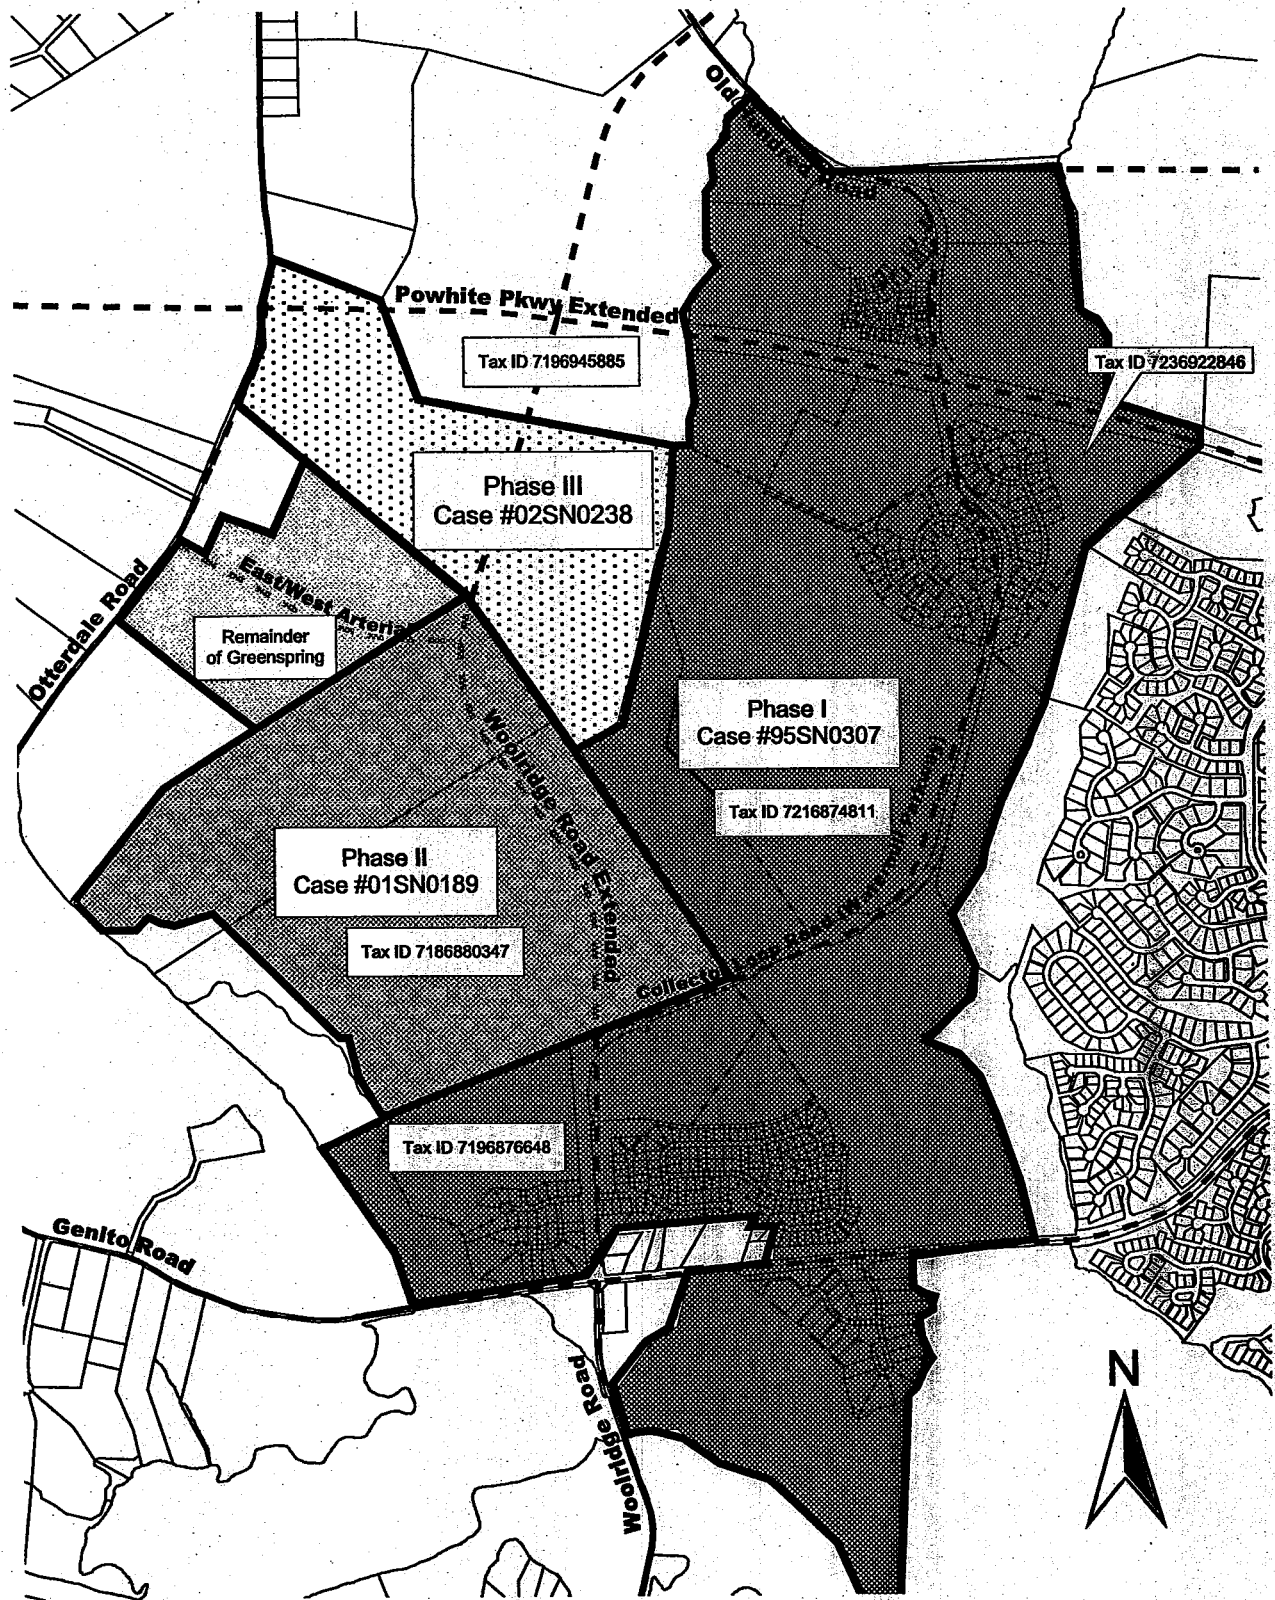 Old Hundred Road
Powhite Pkwy Extended
Tax ID 7196945885
Tax ID 7236922846
Phase III
Case #02SN0238
East/West Arterial
Otterdale Road
Remainder
of Greenspring
Phase I
Case #95SN0307
Woolridge Road Extended
Tax ID 7216874811
Phase II
Case #01SN0189
Tax ID 7186880347
Collector Loop Road
Tax ID 7196876648
Genito Road
Woolridge Road
N